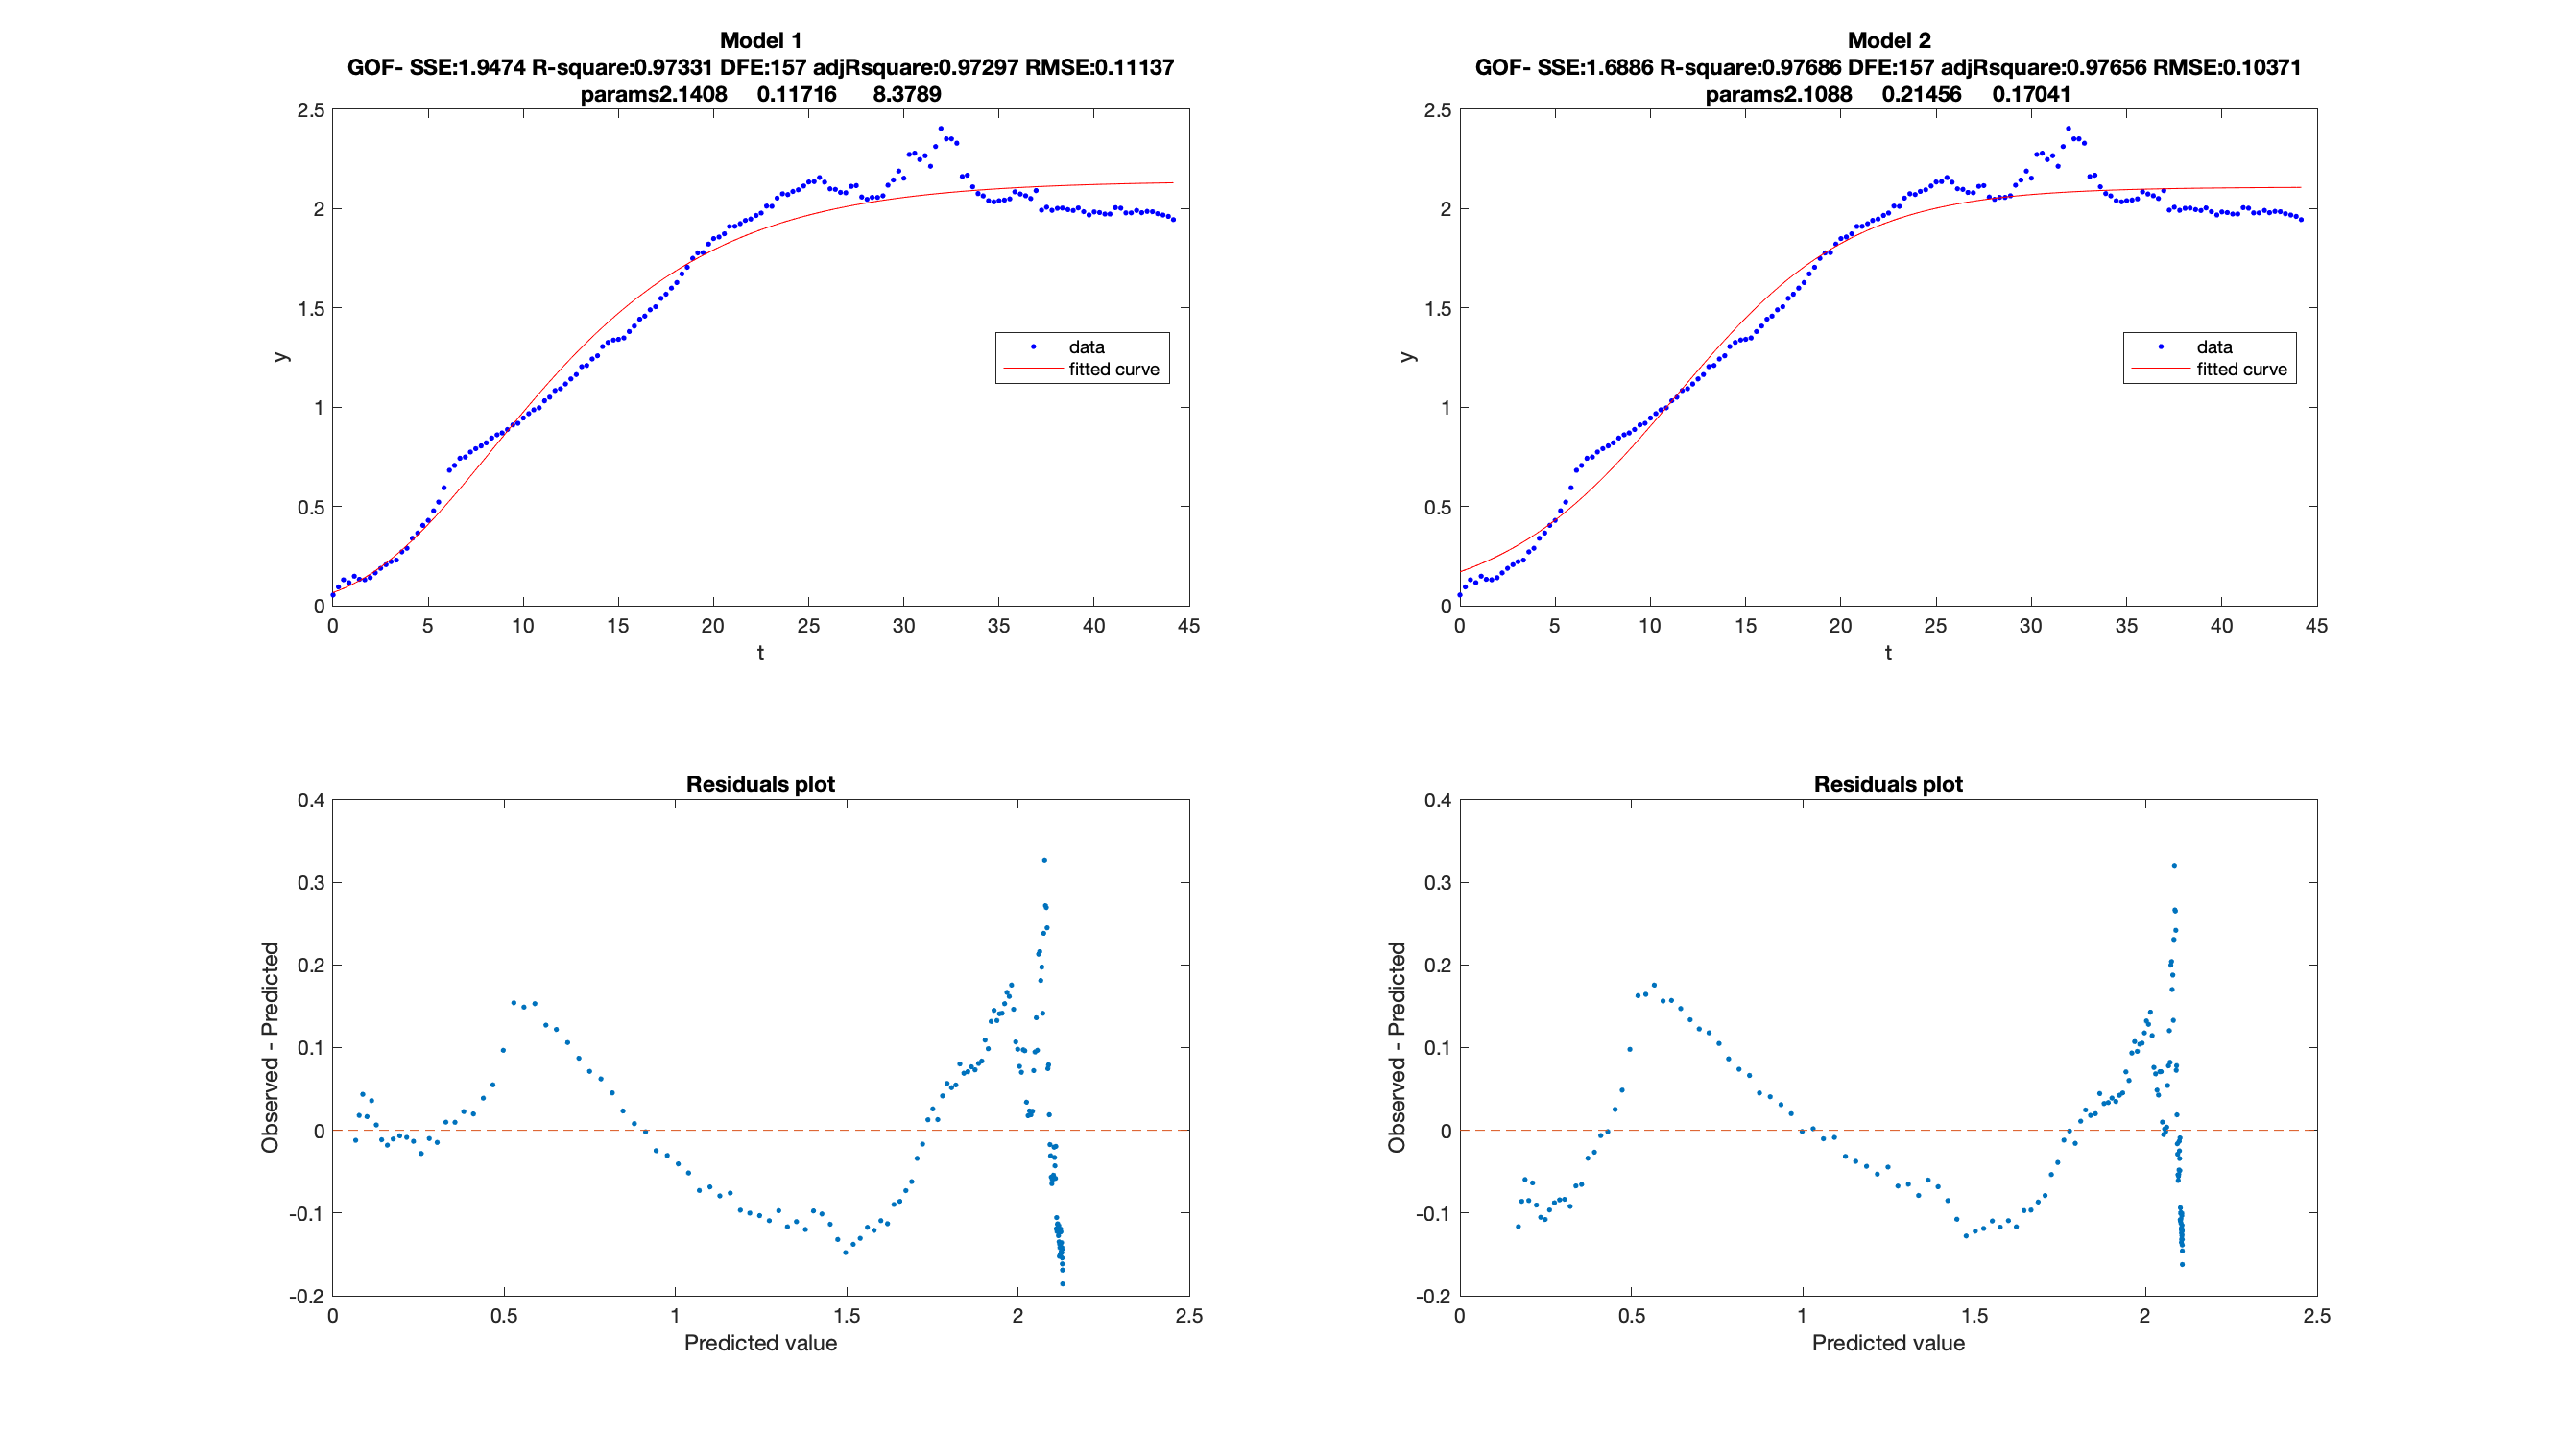 Model 1
GOF- SSE:1.9474 R-square:0.97331 DFE:157 adjRsquare:0.97297 RMSE:0.11137
params2.1408 0.11716 8.3789
2.5
2
1.5
1
0.5
0
y
0 5 10 15 20 25 30 35 40 45
t
data
fitted curve
Model 2
GOF- SSE:1.6886 R-square:0.97686 DFE:157 adjRsquare:0.97656 RMSE:0.10371
params2.1088 0.21456 0.17041
2.5
2
1.5
1
0.5
0
y
0 5 10 15 20 25 30 35 40 45
t
data
fitted curve
Residuals plot
0.4
0.3
0.2
0.1
0
-0.1
-0.2
Observed - Predicted
0 0.5 1 1.5 2 2.5
Predicted value
Residuals plot
0.4
0.3
0.2
0.1
0
-0.1
-0.2
Observed - Predicted
0 0.5 1 1.5 2 2.5
Predicted value